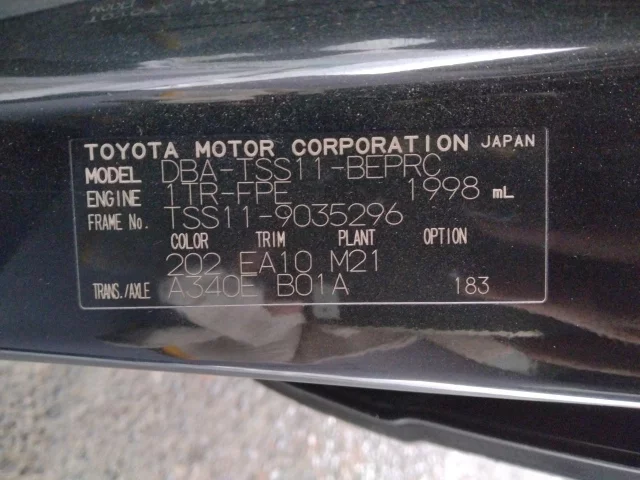 TOYOTA MOTOR CORPORATION JAPAN
MODEL DBA-TSS11-BEPRC
ENGINE 1TR-FPE 1998 mL
FRAME No. TSS11-9035296
COLOR TRIM PLANT OPTION
202 EA10 M21
TRANS./AXLE A340E B01A 183